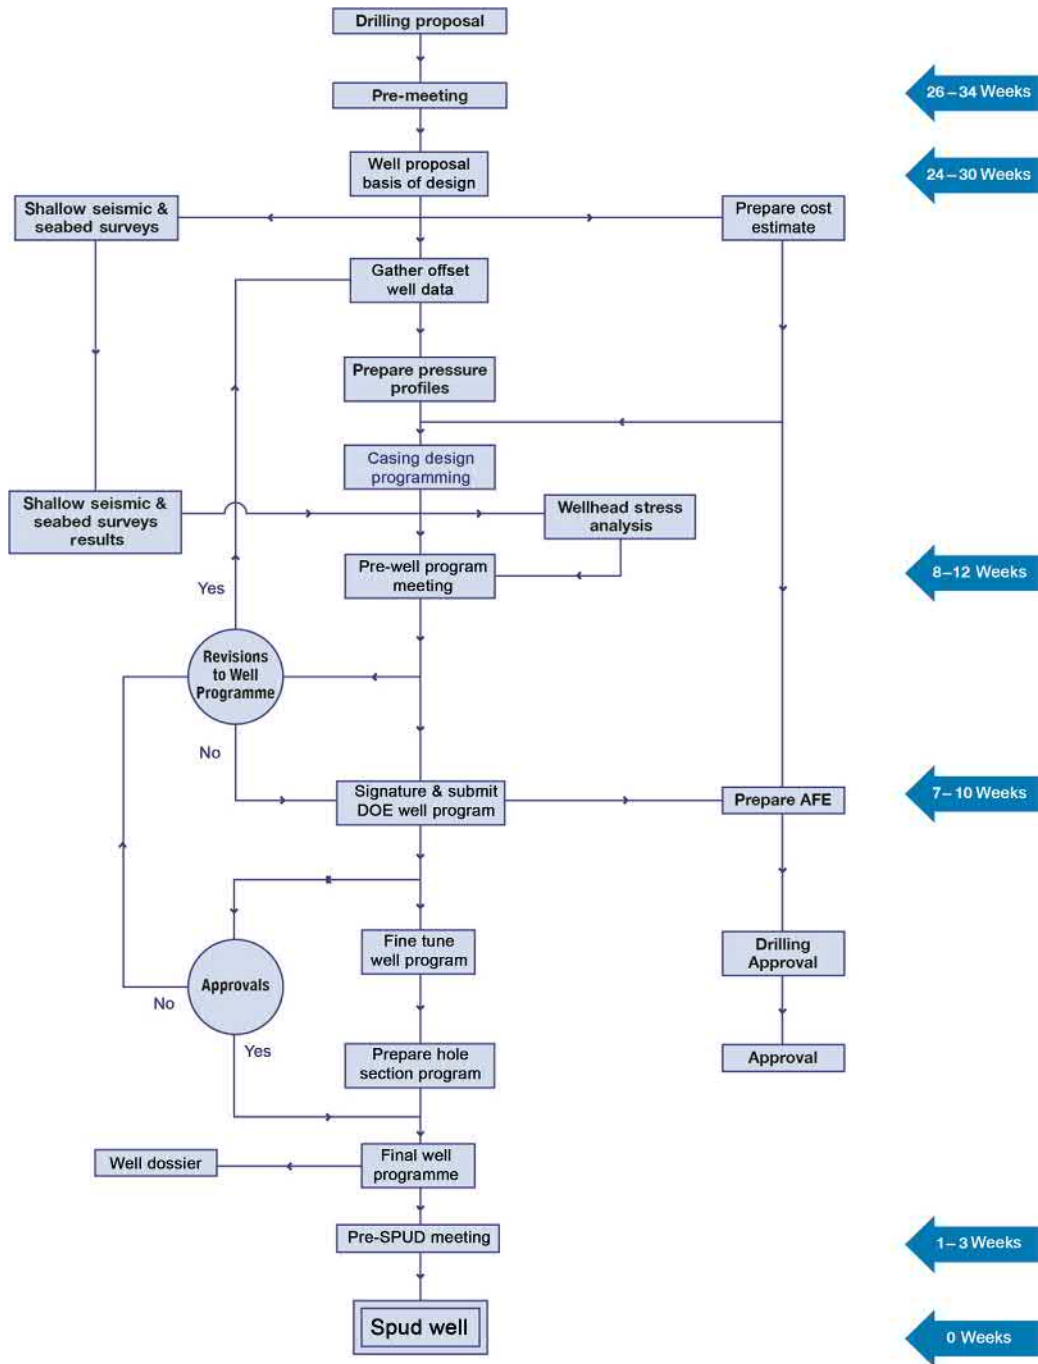 Drilling proposal
Pre-meeting
26–34 Weeks
Well proposal
basis of design
24–30 Weeks
Shallow seismic &
seabed surveys
Prepare cost
estimate
Gather offset
well data
Prepare pressure
profiles
Casing design
programming
Shallow seismic &
seabed surveys
results
Wellhead stress
analysis
Pre-well program
meeting
8–12 Weeks
Yes
Revisions
to Well
Programme
No
Signature & submit
DOE well program
Prepare AFE
7–10 Weeks
Fine tune
well program
Drilling
Approval
Approvals
No
Yes
Prepare hole
section program
Approval
Well dossier
Final well
programme
Pre-SPUD meeting
1–3 Weeks
Spud well
0 Weeks